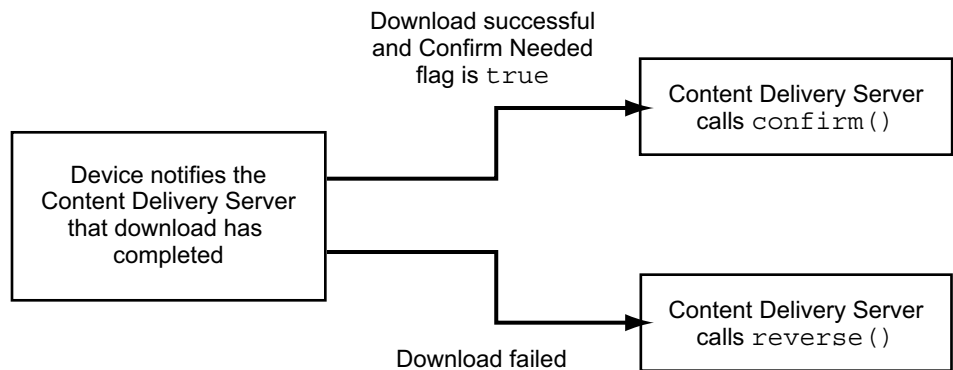 Download successful
and Confirm Needed
flag is true
Content Delivery Server
calls confirm()
Device notifies the
Content Delivery Server
that download has
completed
Content Delivery Server
calls reverse()
Download failed